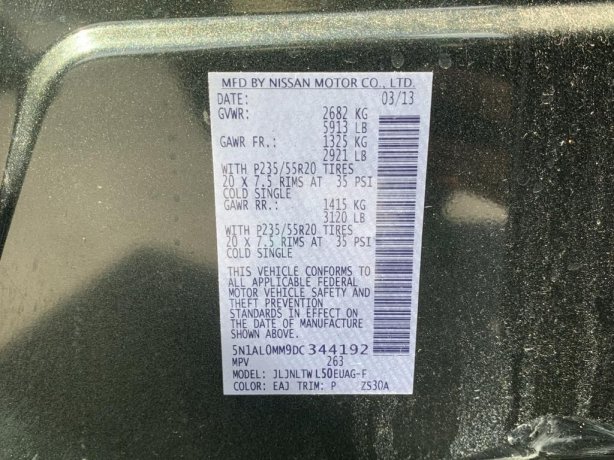 MFD BY NISSAN MOTOR CO., LTD.
DATE: 03/13
GVWR: 2682 KG
5913 LB
GAWR FR.: 1325 KG
2921 LB
WITH P235/55R20 TIRES
20 X 7.5 RIMS AT 35 PSI
COLD SINGLE
GAWR RR.: 1415 KG
3120 LB
WITH P235/55R20 TIRES
20 X 7.5 RIMS AT 35 PSI
COLD SINGLE
THIS VEHICLE CONFORMS TO
ALL APPLICABLE FEDERAL
MOTOR VEHICLE SAFETY AND
THEFT PREVENTION
STANDARDS IN EFFECT ON
THE DATE OF MANUFACTURE
SHOWN ABOVE.
5N1AL0MM9DC344192
MPV 263
MODEL: JLJNLTWL50EUAG-F
COLOR: EAJ TRIM: P ZS30A